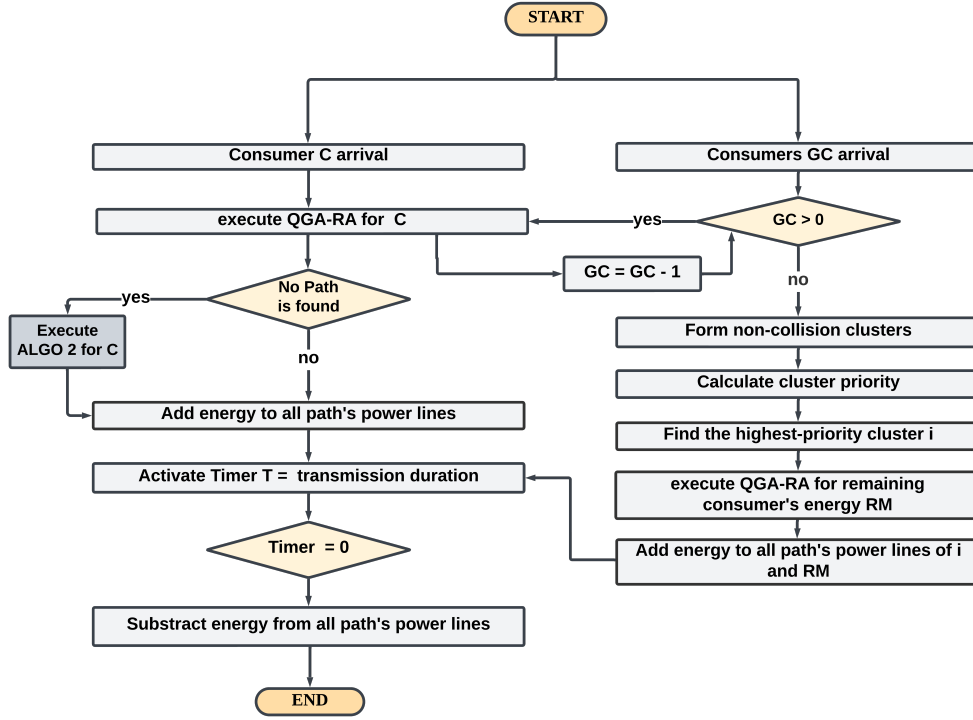 START
Consumer C arrival
Consumers GC arrival
execute QGA-RA for C
yes
GC > 0
GC = GC - 1
no
No Path
is found
yes
Execute
ALGO 2 for C
no
Form non-collision clusters
Calculate cluster priority
Add energy to all path's power lines
Find the highest-priority cluster i
Activate Timer T = transmission duration
execute QGA-RA for remaining
consumer's energy RM
Timer = 0
Add energy to all path's power lines of i
and RM
Substract energy from all path's power lines
END